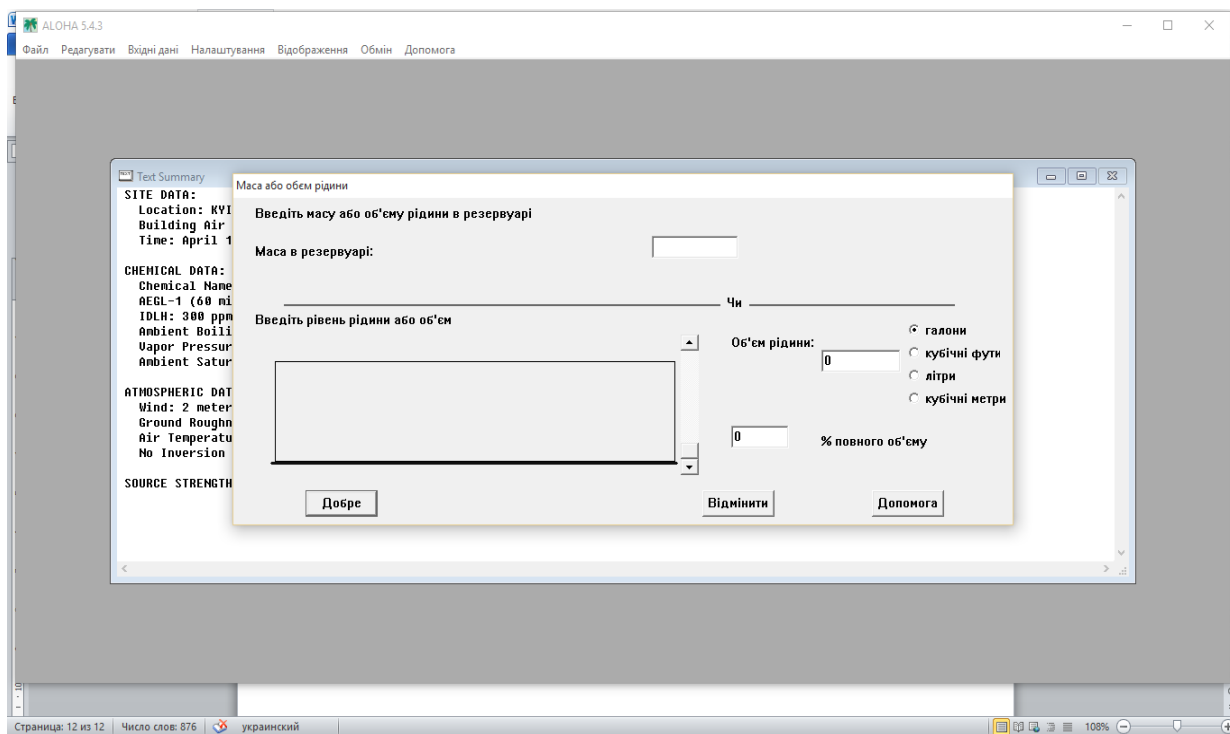 ALOHA 5.4.3
Файл Редагувати Вхідні дані Налаштування Відображення Обмін Допомога
Text Summary
SITE DATA:
Location: KYI
Building Air
Time: April 1
CHEMICAL DATA:
Chemical Name
AEGL-1 (60 mi
IDLH: 300 ppm
Ambient Boili
Vapor Pressur
Ambient Satur
ATMOSPHERIC DAT
Wind: 2 meter
Ground Roughn
Air Temperatu
No Inversion
SOURCE STRENGTH
Маса або обєм рідини
Введіть масу або об'єму рідини в резервуарі
Маса в резервуарі:
Чи
Введіть рівень рідини або об'єм
Об'єм рідини:
0
галони
кубічні фути
літри
кубічні метри
0
% повного об'єму
Добре
Відмінити
Допомога
Страница: 12 из 12 Число слов: 876 украинский 108%